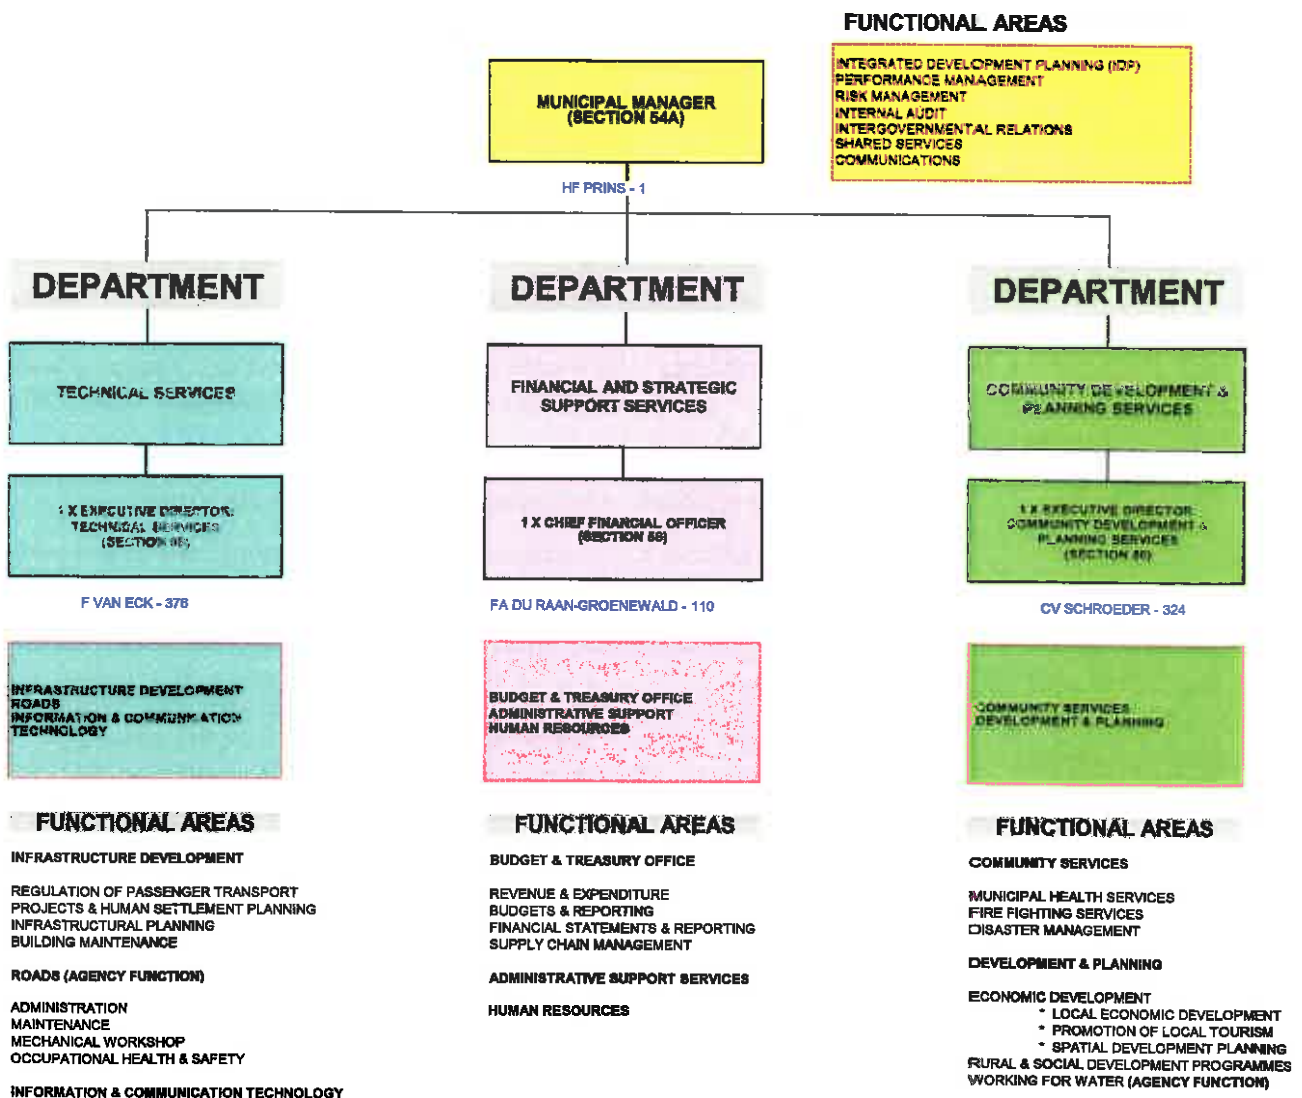 FUNCTIONAL AREAS
INTEGRATED DEVELOPMENT PLANNING (IDP)
PERFORMANCE MANAGEMENT
RISK MANAGEMENT
INTERNAL AUDIT
INTERGOVERNMENTAL RELATIONS
SHARED SERVICES
COMMUNICATIONS
MUNICIPAL MANAGER
(SECTION 54A)
HF PRINS - 1
DEPARTMENT
TECHNICAL SERVICES
1 X EXECUTIVE DIRECTOR:
TECHNICAL SERVICES
(SECTION 56)
F VAN ECK - 376
INFRASTRUCTURE DEVELOPMENT
ROADS
INFORMATION & COMMUNICATION
TECHNOLOGY
FUNCTIONAL AREAS
INFRASTRUCTURE DEVELOPMENT
REGULATION OF PASSENGER TRANSPORT
PROJECTS & HUMAN SETTLEMENT PLANNING
INFRASTRUCTURAL PLANNING
BUILDING MAINTENANCE
ROADS (AGENCY FUNCTION)
ADMINISTRATION
MAINTENANCE
MECHANICAL WORKSHOP
OCCUPATIONAL HEALTH & SAFETY
INFORMATION & COMMUNICATION TECHNOLOGY
DEPARTMENT
FINANCIAL AND STRATEGIC
SUPPORT SERVICES
1 X CHIEF FINANCIAL OFFICER
(SECTION 56)
FA DU RAAN-GROENEWALD - 110
BUDGET & TREASURY OFFICE
ADMINISTRATIVE SUPPORT
HUMAN RESOURCES
FUNCTIONAL AREAS
BUDGET & TREASURY OFFICE
REVENUE & EXPENDITURE
BUDGETS & REPORTING
FINANCIAL STATEMENTS & REPORTING
SUPPLY CHAIN MANAGEMENT
ADMINISTRATIVE SUPPORT SERVICES
HUMAN RESOURCES
DEPARTMENT
COMMUNITY DEVELOPMENT &
PLANNING SERVICES
1 X EXECUTIVE DIRECTOR:
COMMUNITY DEVELOPMENT &
PLANNING SERVICES
(SECTION 56)
CV SCHROEDER - 324
COMMUNITY SERVICES
DEVELOPMENT & PLANNING
FUNCTIONAL AREAS
COMMUNITY SERVICES
MUNICIPAL HEALTH SERVICES
FIRE FIGHTING SERVICES
DISASTER MANAGEMENT
DEVELOPMENT & PLANNING
ECONOMIC DEVELOPMENT
* LOCAL ECONOMIC DEVELOPMENT
* PROMOTION OF LOCAL TOURISM
* SPATIAL DEVELOPMENT PLANNING
RURAL & SOCIAL DEVELOPMENT PROGRAMMES
WORKING FOR WATER (AGENCY FUNCTION)